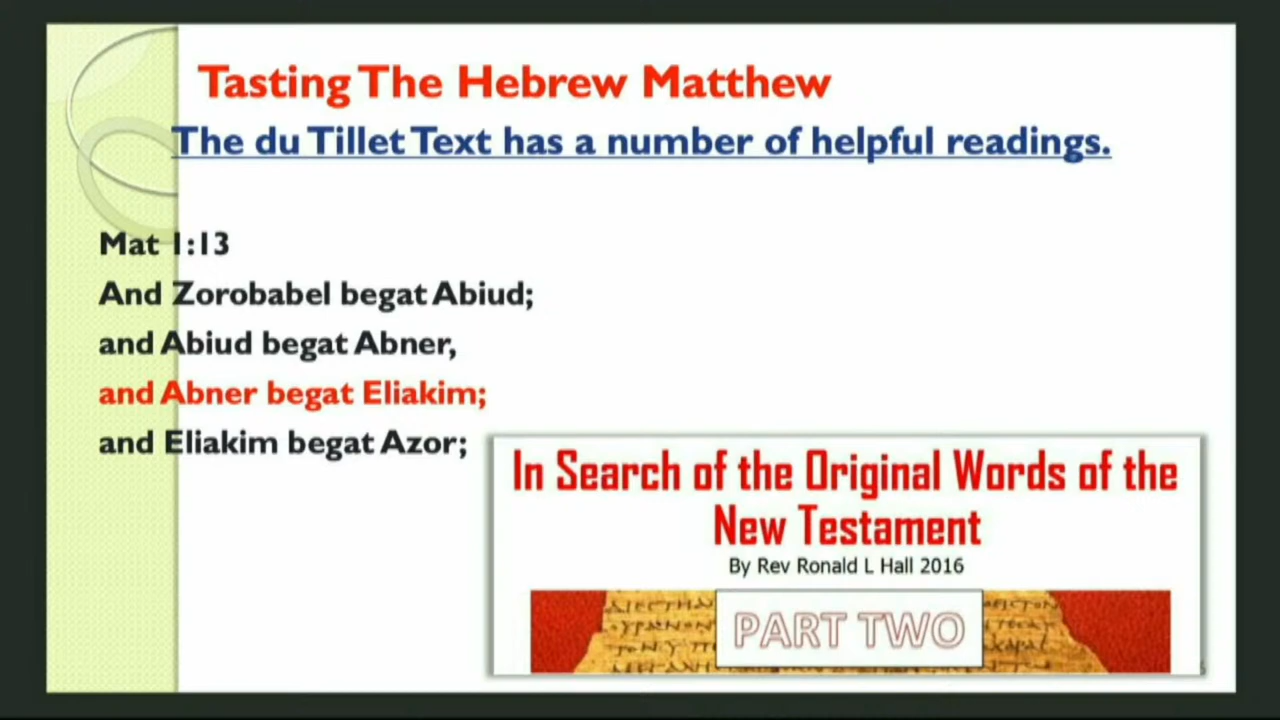 Tasting The Hebrew Matthew
The du Tillet Text has a number of helpful readings.
Mat 1:13
And Zorobabel begat Abiud;
and Abiud begat Abner,
and Abner begat Eliakim;
and Eliakim begat Azor;
In Search of the Original Words of the
New Testament
By Rev Ronald L Hall 2016
PART TWO